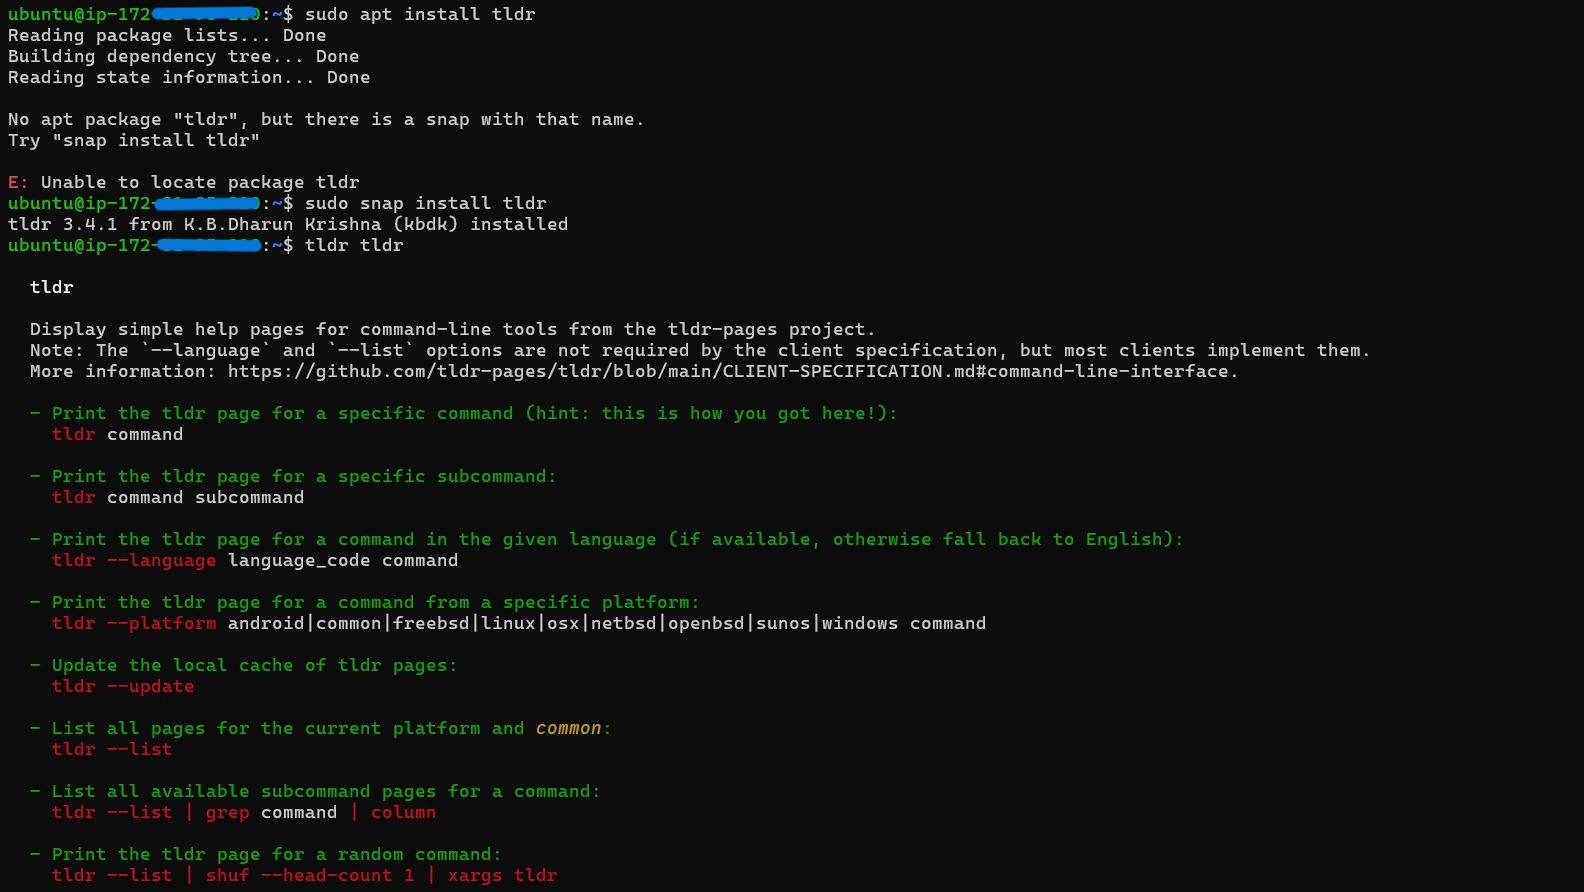 ubuntu@ip-172- :~$ sudo apt install tldr
Reading package lists... Done
Building dependency tree... Done
Reading state information... Done
No apt package "tldr", but there is a snap with that name.
Try "snap install tldr"
E: Unable to locate package tldr
ubuntu@ip-172- :~$ sudo snap install tldr
tldr 3.4.1 from K.B.Dharun Krishna (kbdk) installed
ubuntu@ip-172- :~$ tldr tldr
tldr
Display simple help pages for command-line tools from the tldr-pages project.
Note: The `--language` and `--list` options are not required by the client specification, but most clients implement them.
More information: https://github.com/tldr-pages/tldr/blob/main/CLIENT-SPECIFICATION.md#command-line-interface.
- Print the tldr page for a specific command (hint: this is how you got here!):
tldr command
- Print the tldr page for a specific subcommand:
tldr command subcommand
- Print the tldr page for a command in the given language (if available, otherwise fall back to English):
tldr --language language_code command
- Print the tldr page for a command from a specific platform:
tldr --platform android|common|freebsd|linux|osx|netbsd|openbsd|sunos|windows command
- Update the local cache of tldr pages:
tldr --update
- List all pages for the current platform and common:
tldr --list
- List all available subcommand pages for a command:
tldr --list | grep command | column
- Print the tldr page for a random command:
tldr --list | shuf --head-count 1 | xargs tldr